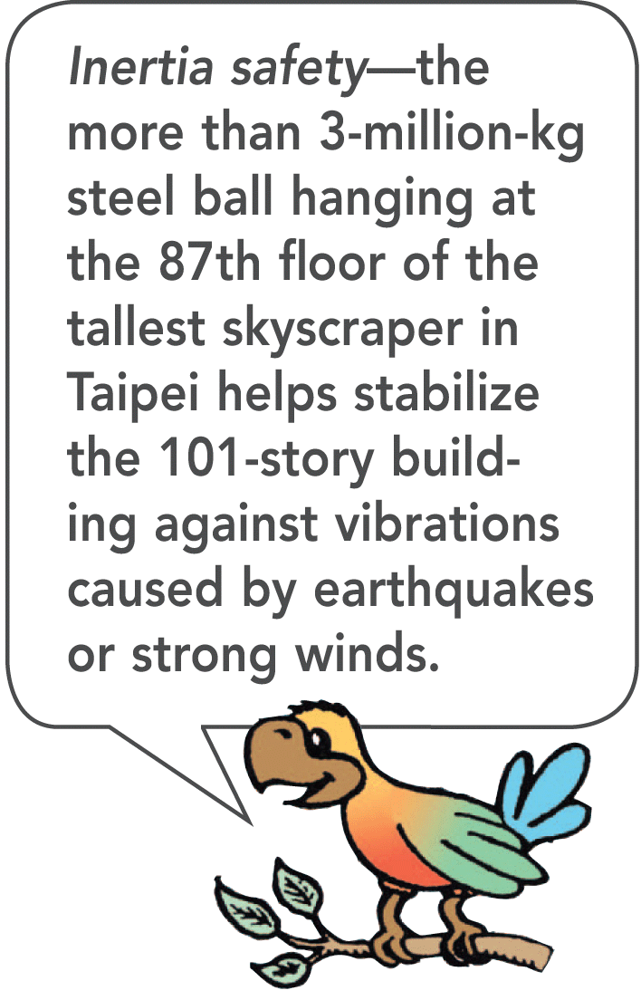 Inertia safety—the
more than 3-million-kg
steel ball hanging at
the 87th floor of the
tallest skyscraper in
Taipei helps stabilize
the 101-story build-
ing against vibrations
caused by earthquakes
or strong winds.